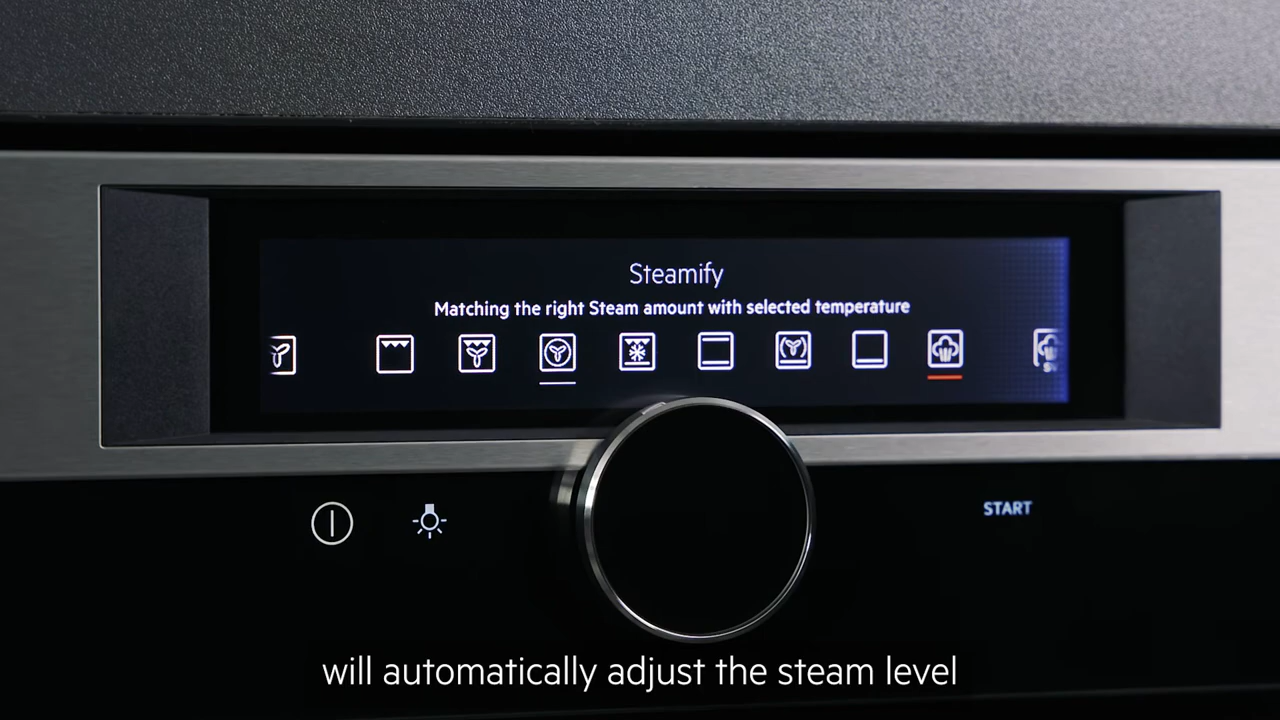 Steamify
Matching the right Steam amount with selected temperature
START
will automatically adjust the steam level